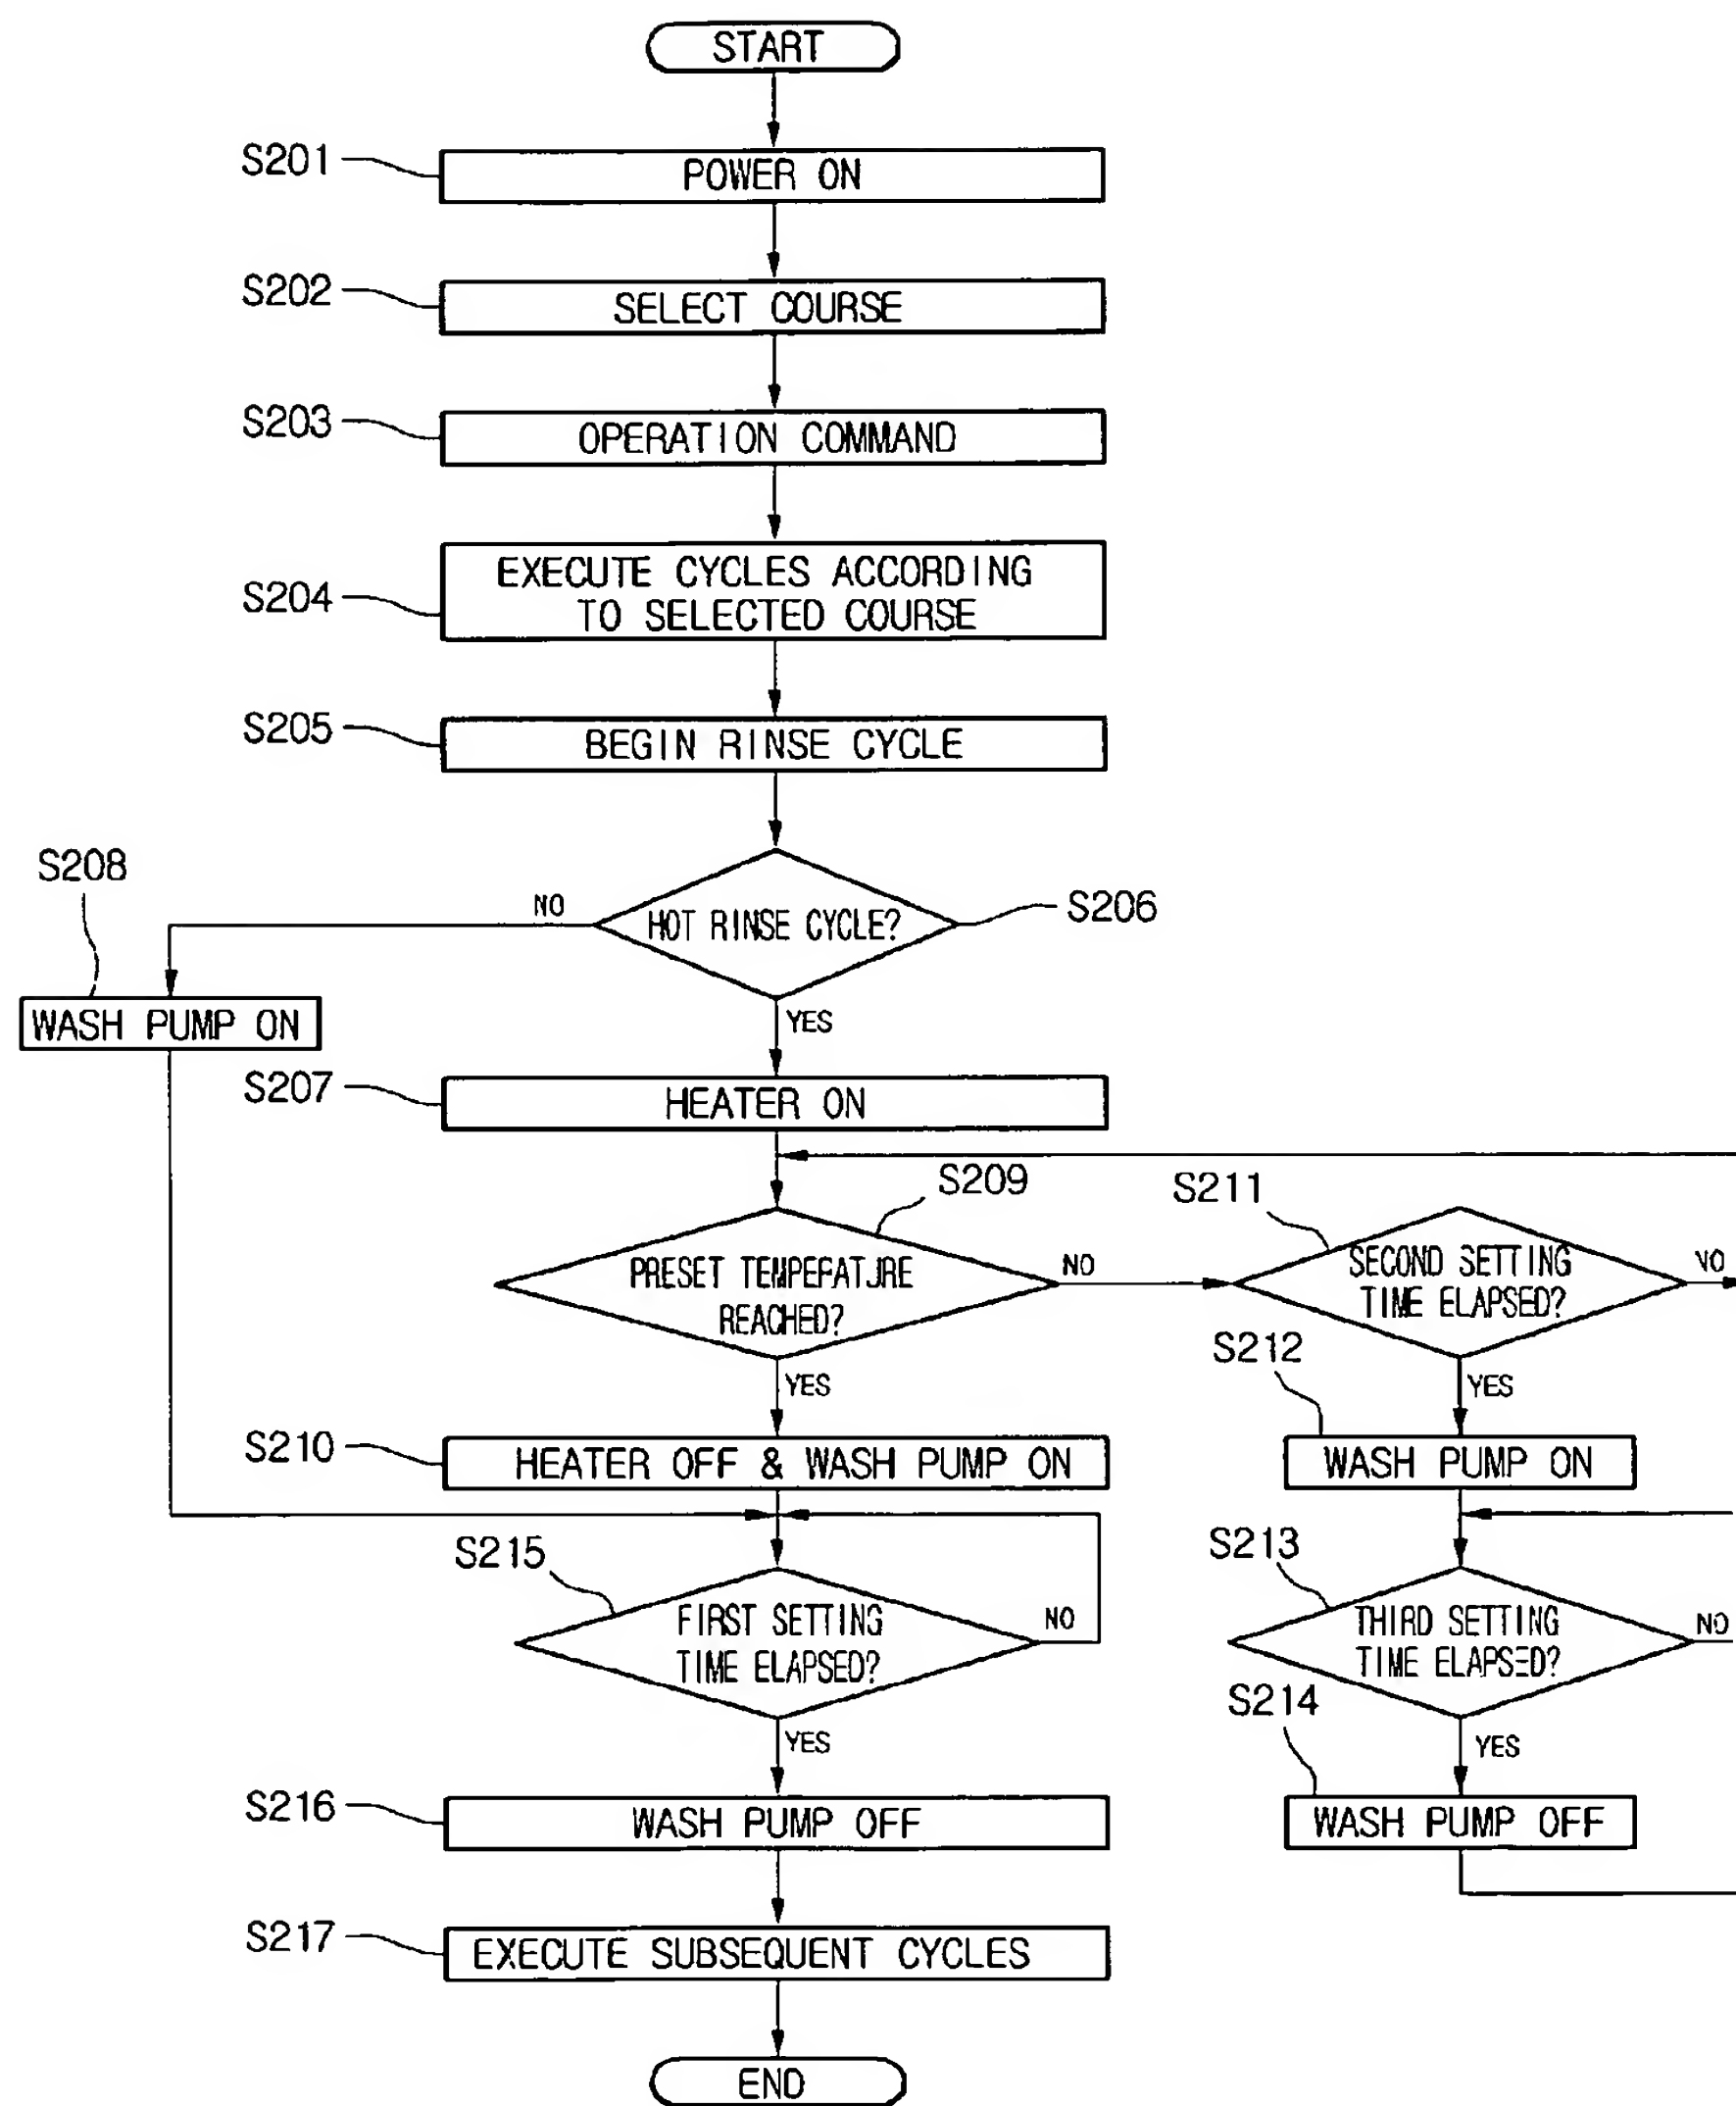 START
S201
POWER ON
S202
SELECT COURSE
S203
OPERATION COMMAND
S204
EXECUTE CYCLES ACCORDING
TO SELECTED COURSE
S205
BEGIN RINSE CYCLE
S208
NO
HOT RINSE CYCLE?
S206
WASH PUMP ON
YES
S207
HEATER ON
S209
S211
PRESET TEMPERATURE
REACHED?
NO
SECOND SETTING
TIME ELAPSED?
NO
S212
YES
YES
S210
HEATER OFF & WASH PUMP ON
WASH PUMP ON
S215
S213
FIRST SETTING
TIME ELAPSED?
NO
THIRD SETTING
TIME ELAPSED?
NO
S214
YES
YES
S216
WASH PUMP OFF
WASH PUMP OFF
S217
EXECUTE SUBSEQUENT CYCLES
END